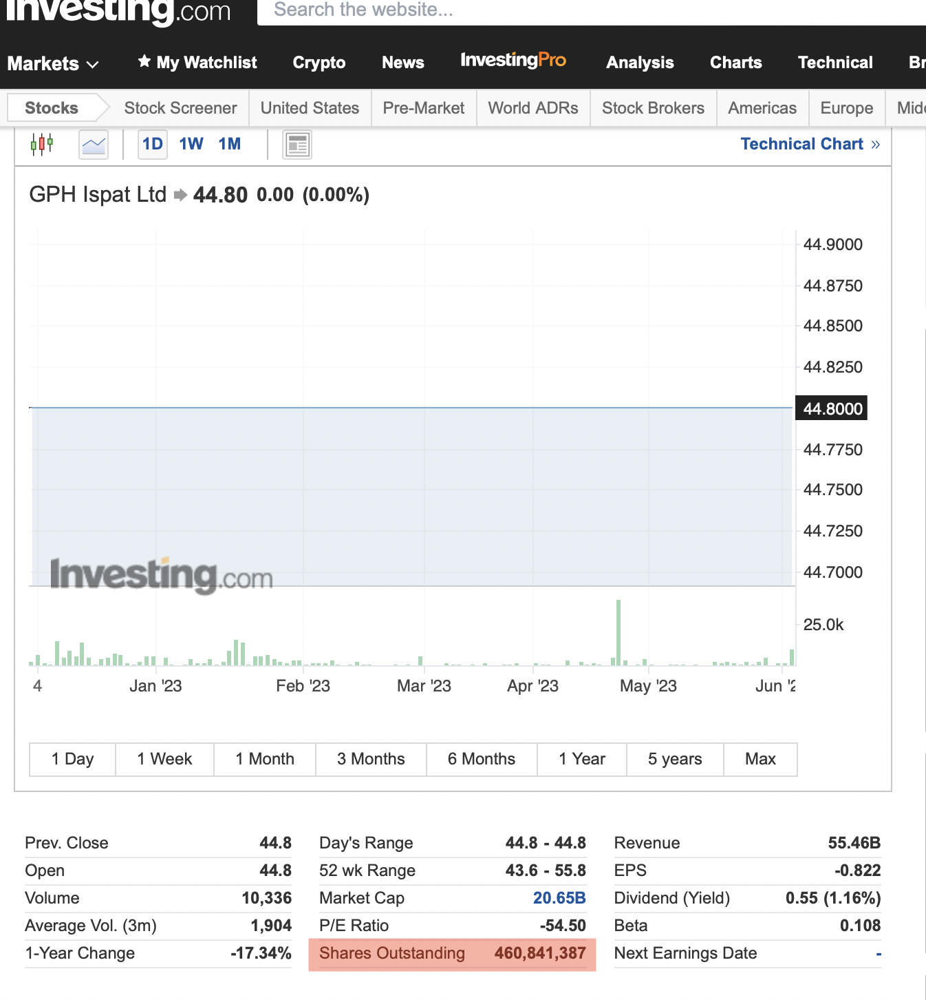 Investing.com Search the website...
Markets My Watchlist Crypto News InvestingPro Analysis Charts Technical Br
Stocks Stock Screener United States Pre-Market World ADRs Stock Brokers Americas Europe Mid
1D 1W 1M Technical Chart »
GPH Ispat Ltd 44.80 0.00 (0.00%)
44.9000
44.8750
44.8500
44.8250
44.8000
44.7750
44.7500
44.7250
44.7000
Investing.com
25.0k
4 Jan '23 Feb '23 Mar '23 Apr '23 May '23 Jun '2
1 Day 1 Week 1 Month 3 Months 6 Months 1 Year 5 years Max
Prev. Close 44.8 Day's Range 44.8 - 44.8 Revenue 55.46B
Open 44.8 52 wk Range 43.6 - 55.8 EPS -0.822
Volume 10,336 Market Cap 20.65B Dividend (Yield) 0.55 (1.16%)
Average Vol. (3m) 1,904 P/E Ratio -54.50 Beta 0.108
1-Year Change -17.34% Shares Outstanding 460,841,387 Next Earnings Date -